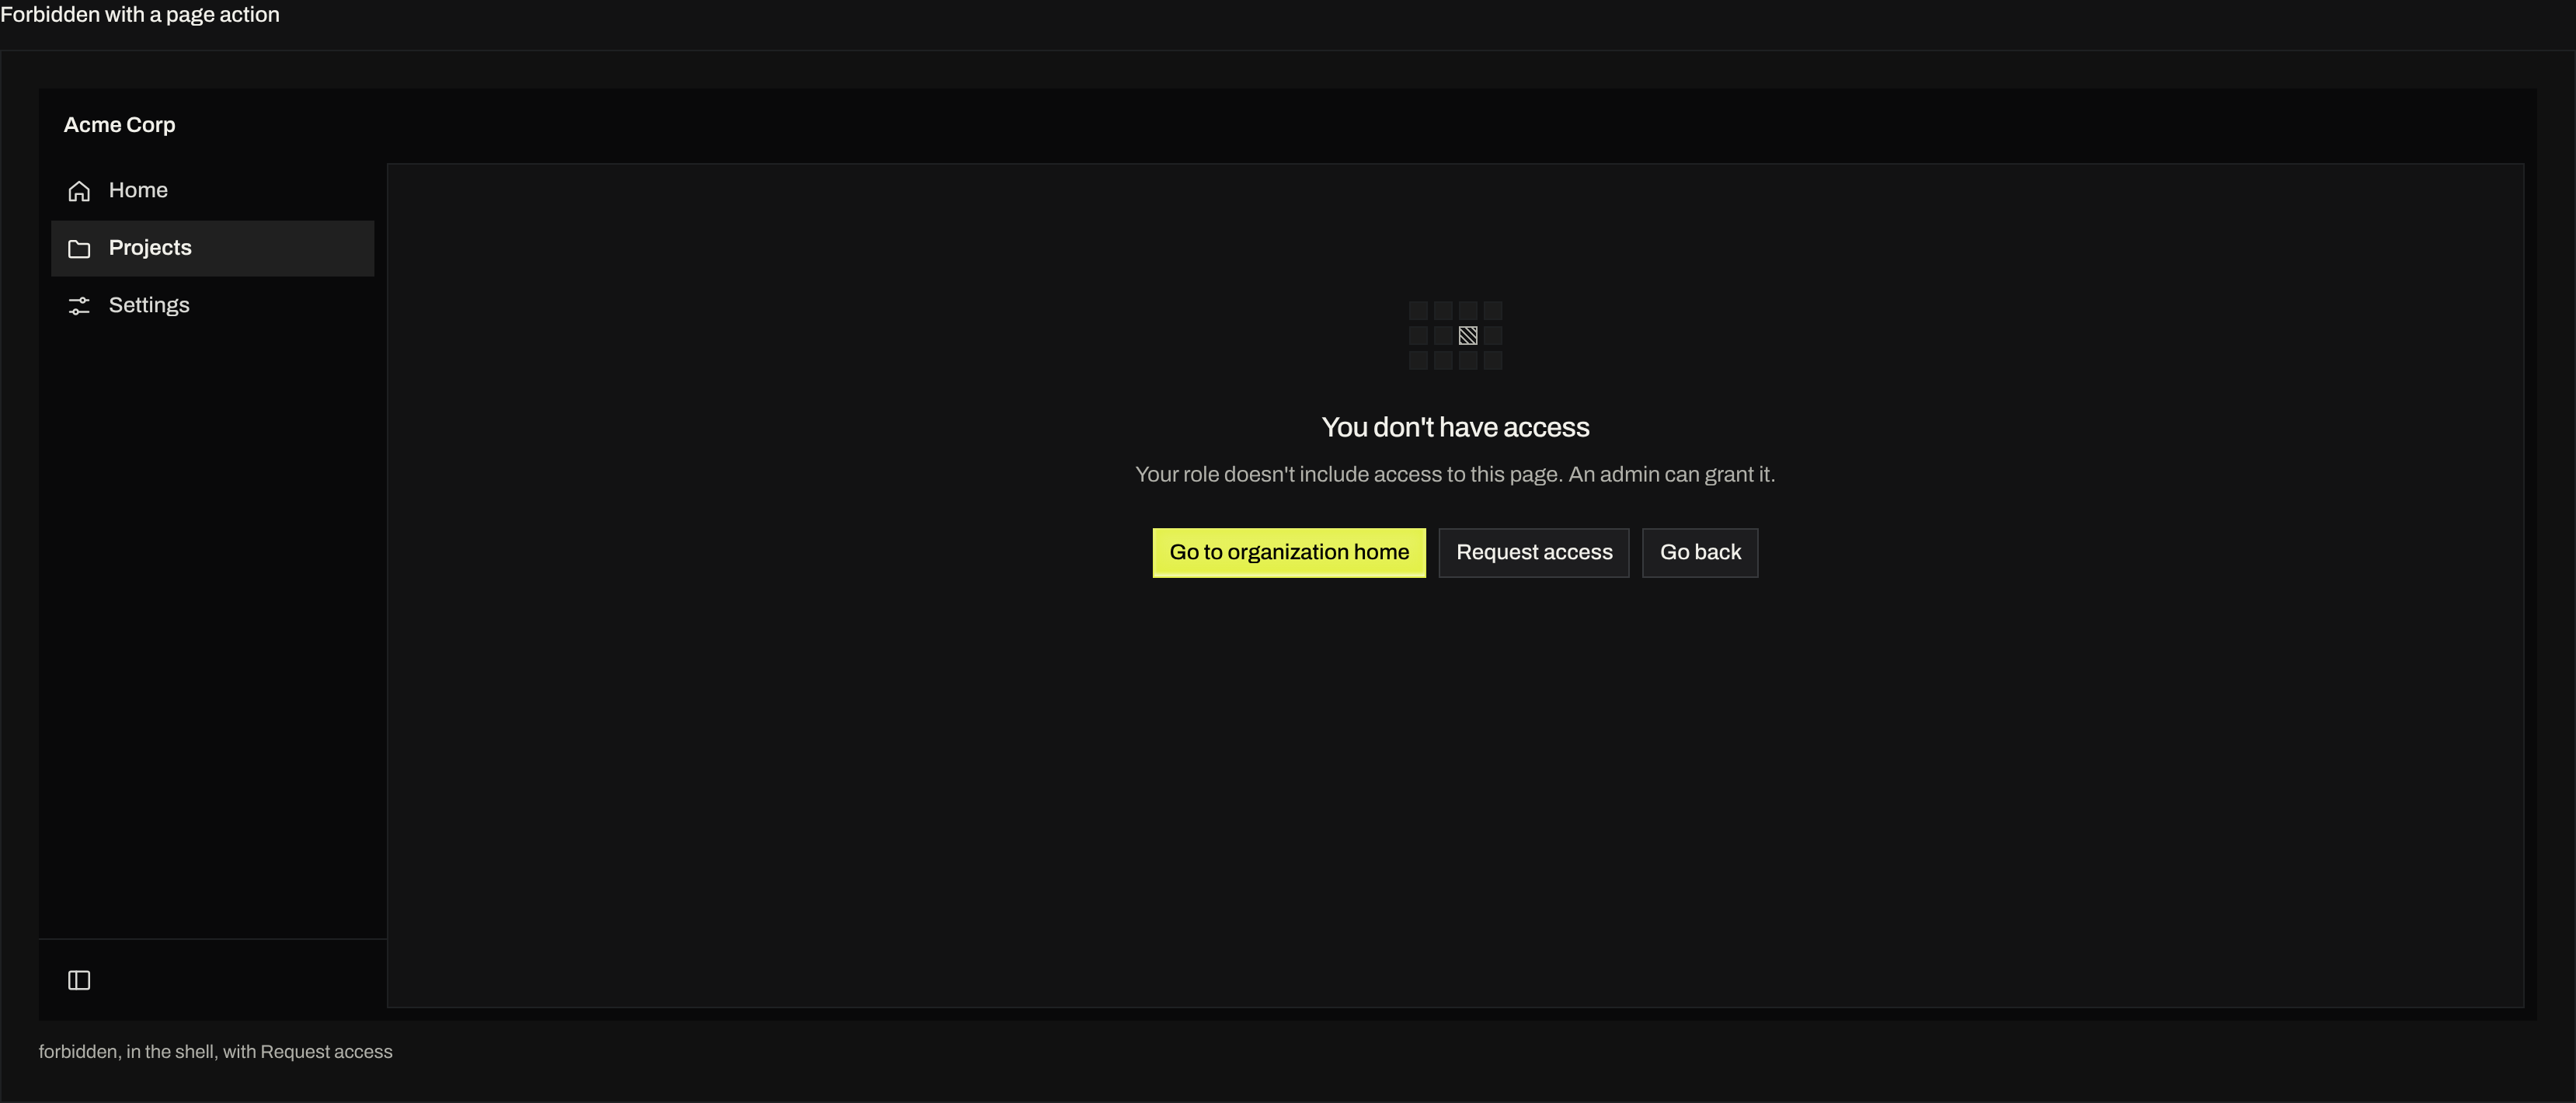 Forbidden with a page action
Acme Corp
Home
Projects
Settings
You don't have access
Your role doesn't include access to this page. An admin can grant it.
Go to organization home
Request access
Go back
forbidden, in the shell, with Request access